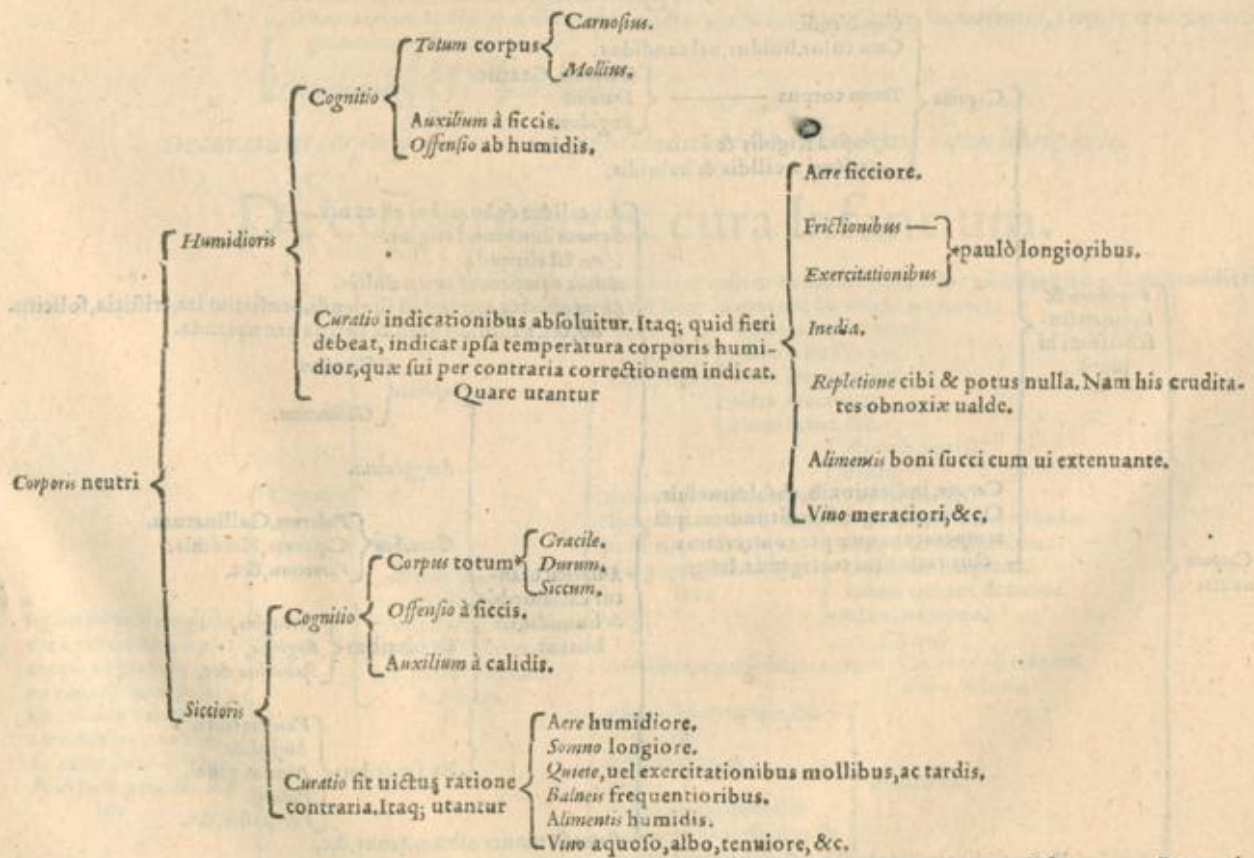 Corporis neutri
Humidioris
Cognitio
Totum corpus
Carnoſius.
Mollius.
Auxilium à ſiccis.
Offenſio ab humidis.
Curatio indicationibus abſoluitur. Itaq; quid fieri
debeat, indicat ipſa temperatura corporis humi-
dior, quæ ſui per contraria correctionem indicat.
Quare utantur
Aere ſicciore.
Frictionibus
Exercitationibus
paulò longioribus.
Inedia.
Repletione cibi & potus nulla. Nam his crudita-
tes obnoxiæ ualde.
Alimentis boni ſucci cum ui extenuante.
Vino meraciori, &c.
Siccioris
Cognitio
Corpus totum
Gracile.
Durum.
Siccum.
Offenſio à ſiccis.
Auxilium à calidis.
Curatio fit uictus ratione
contraria. Itaq; utantur
Aere humidiore.
Somno longiore.
Quiete, uel exercitationibus mollibus, ac tardis.
Balneis frequentioribus.
Alimentis humidis.
Vino aquoſo, albo, tenuiore, &c.